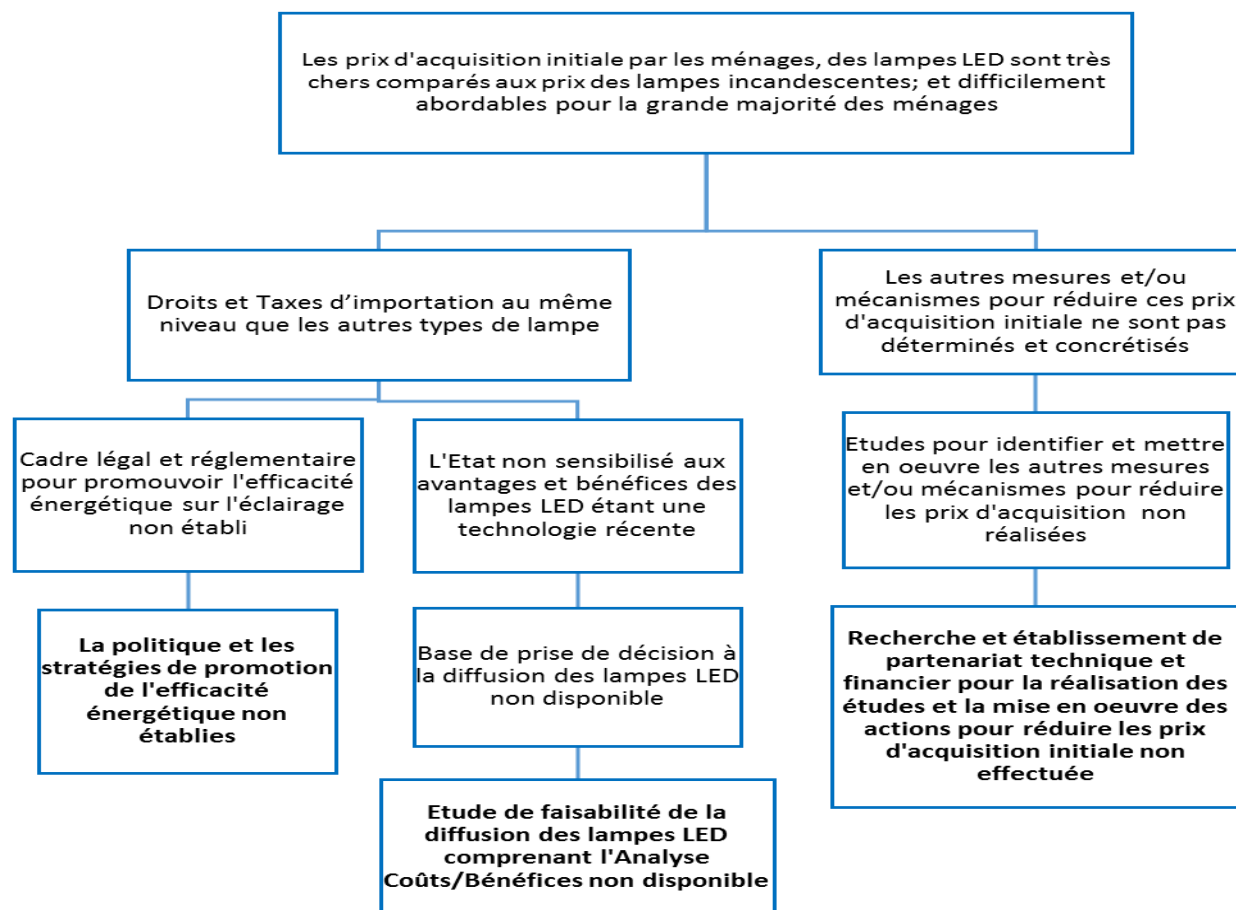 Les prix d'acquisition initiale par les ménages, des lampes LED sont très
chers comparés aux prix des lampes incandescentes; et difficilement
abordables pour la grande majorité des ménages
Droits et Taxes d’importation au même
niveau que les autres types de lampe
Les autres mesures et/ou
mécanismes pour réduire ces prix
d'acquisition initiale ne sont pas
déterminés et concrétisés
Cadre légal et réglementaire
pour promouvoir l'efficacité
énergétique sur l'éclairage
non établi
L'Etat non sensibilisé aux
avantages et bénéfices des
lampes LED étant une
technologie récente
Etudes pour identifier et mettre
en oeuvre les autres mesures
et/ou mécanismes pour réduire
les prix d'acquisition non
réalisées
La politique et les
stratégies de promotion
de l'efficacité
énergétique non
établies
Base de prise de décision à
la diffusion des lampes LED
non disponible
Recherche et établissement de
partenariat technique et
financier pour la réalisation des
études et la mise en oeuvre des
actions pour réduire les prix
d'acquisition initiale non
effectuée
Etude de faisabilité de la
diffusion des lampes LED
comprenant l'Analyse
Coûts/Bénéfices non disponible